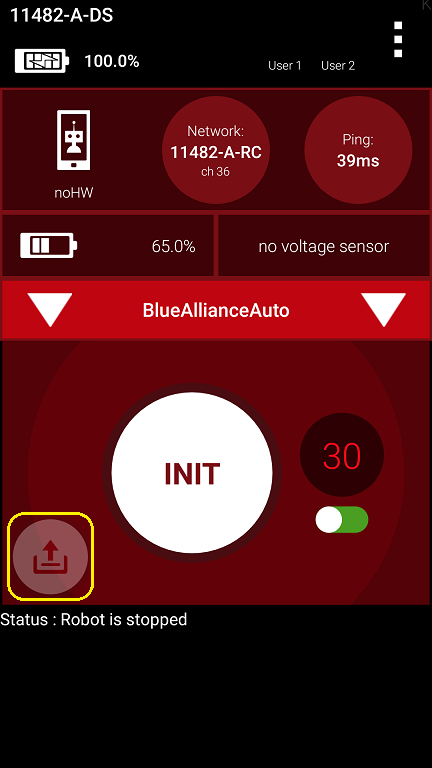 11482-A-DS
K
100.0%
User 1 User 2
Network:
11482-A-RC
ch 36
Ping:
39ms
noHW
65.0%
no voltage sensor
BlueAllianceAuto
INIT
30
Status : Robot is stopped